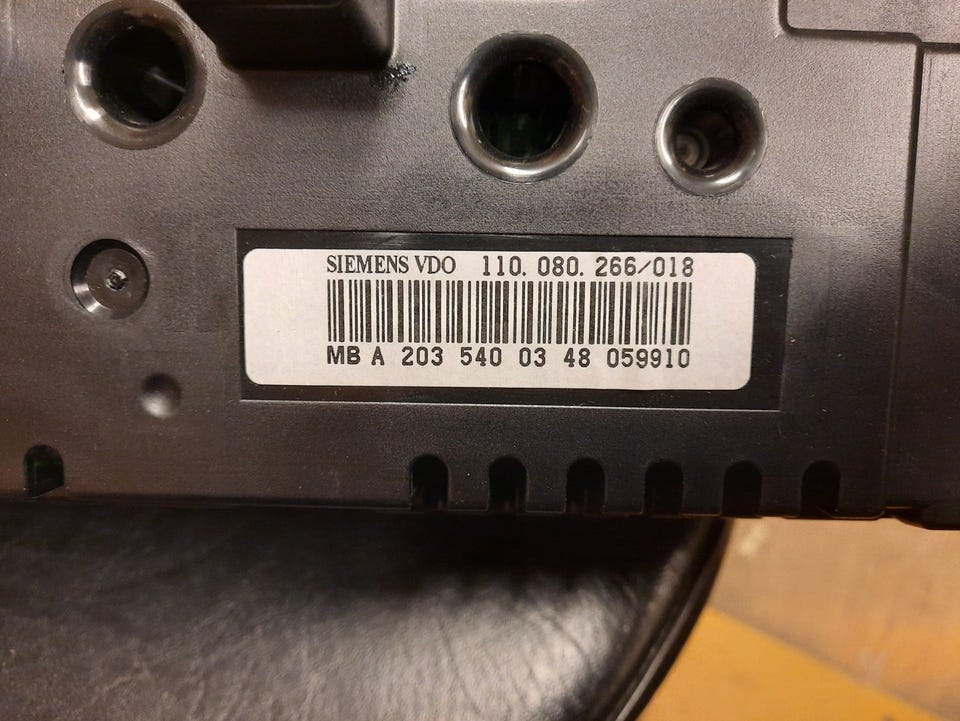 SIEMENS VDO 110.080.266/018
MB A 203 540 03 48 059910